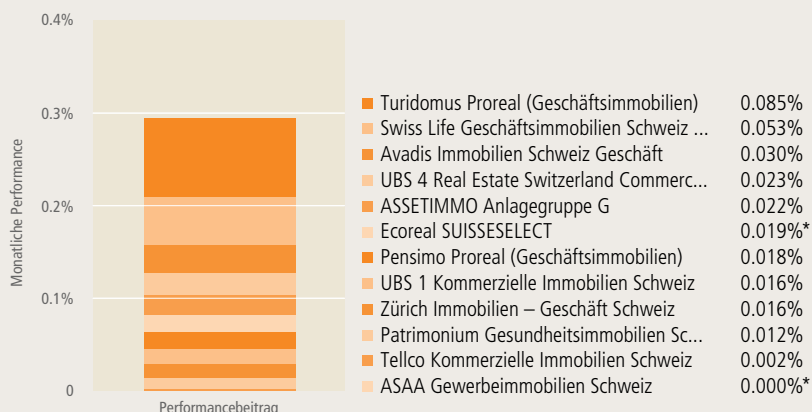 0.4%
0.3%
0.2%
0.1%
0
Monatliche Performance
Performancebeitrag
Turidomus Proreal (Geschäftsimmobilien) 0.085%
Swiss Life Geschäftsimmobilien Schweiz ... 0.053%
Avadis Immobilien Schweiz Geschäft 0.030%
UBS 4 Real Estate Switzerland Commerc... 0.023%
ASSETIMMO Anlagegruppe G 0.022%
Ecoreal SUISSESELECT 0.019%*
Pensimo Proreal (Geschäftsimmobilien) 0.018%
UBS 1 Kommerzielle Immobilien Schweiz 0.016%
Zürich Immobilien – Geschäft Schweiz 0.016%
Patrimonium Gesundheitsimmobilien Sc... 0.012%
Tellco Kommerzielle Immobilien Schweiz 0.002%
ASAA Gewerbeimmobilien Schweiz 0.000%*